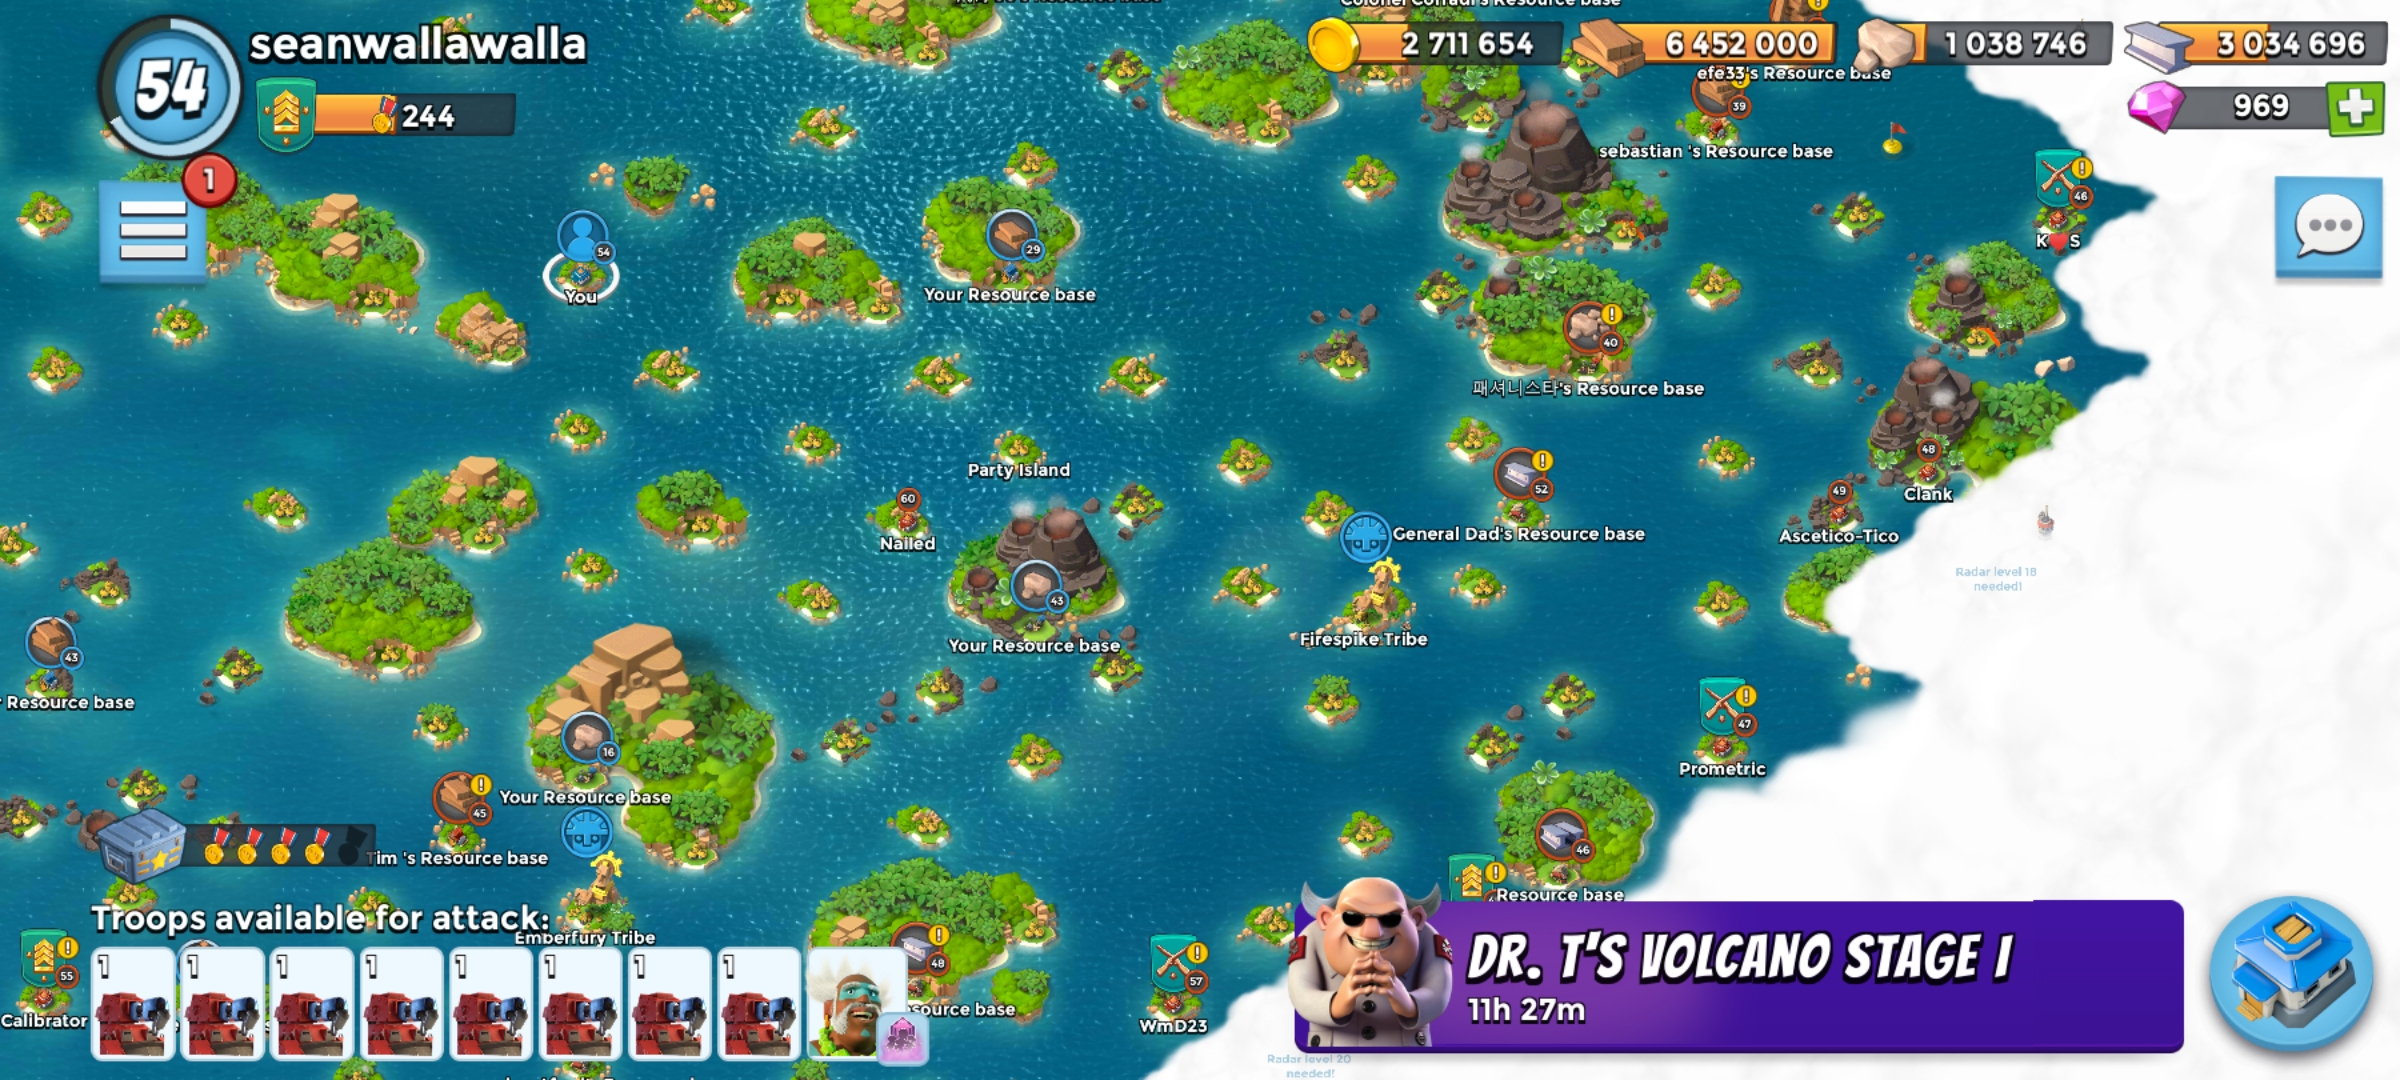 54
seanwallawalla
244
2 711 654
6 452 000
1 038 746
3 034 696
969
1
efe33's Resource base
39
sebastian 's Resource base
46
K❤️S
54
You
29
Your Resource base
40
패셔니스타's Resource base
Party Island
60
Nailed
52
General Dad's Resource base
48
Clank
49
Ascetico-Tico
Radar level 18
needed!
43
Your Resource base
Firespike Tribe
43
Resource base
16
Your Resource base
47
Prometric
45
Tim 's Resource base
46
Resource base
Troops available for attack:
Emberfury Tribe
55
Calibrator
1
1
1
1
1
1
1
1
48
source base
57
WmD23
DR. T'S VOLCANO STAGE I
11h 27m
Radar level 20
needed!